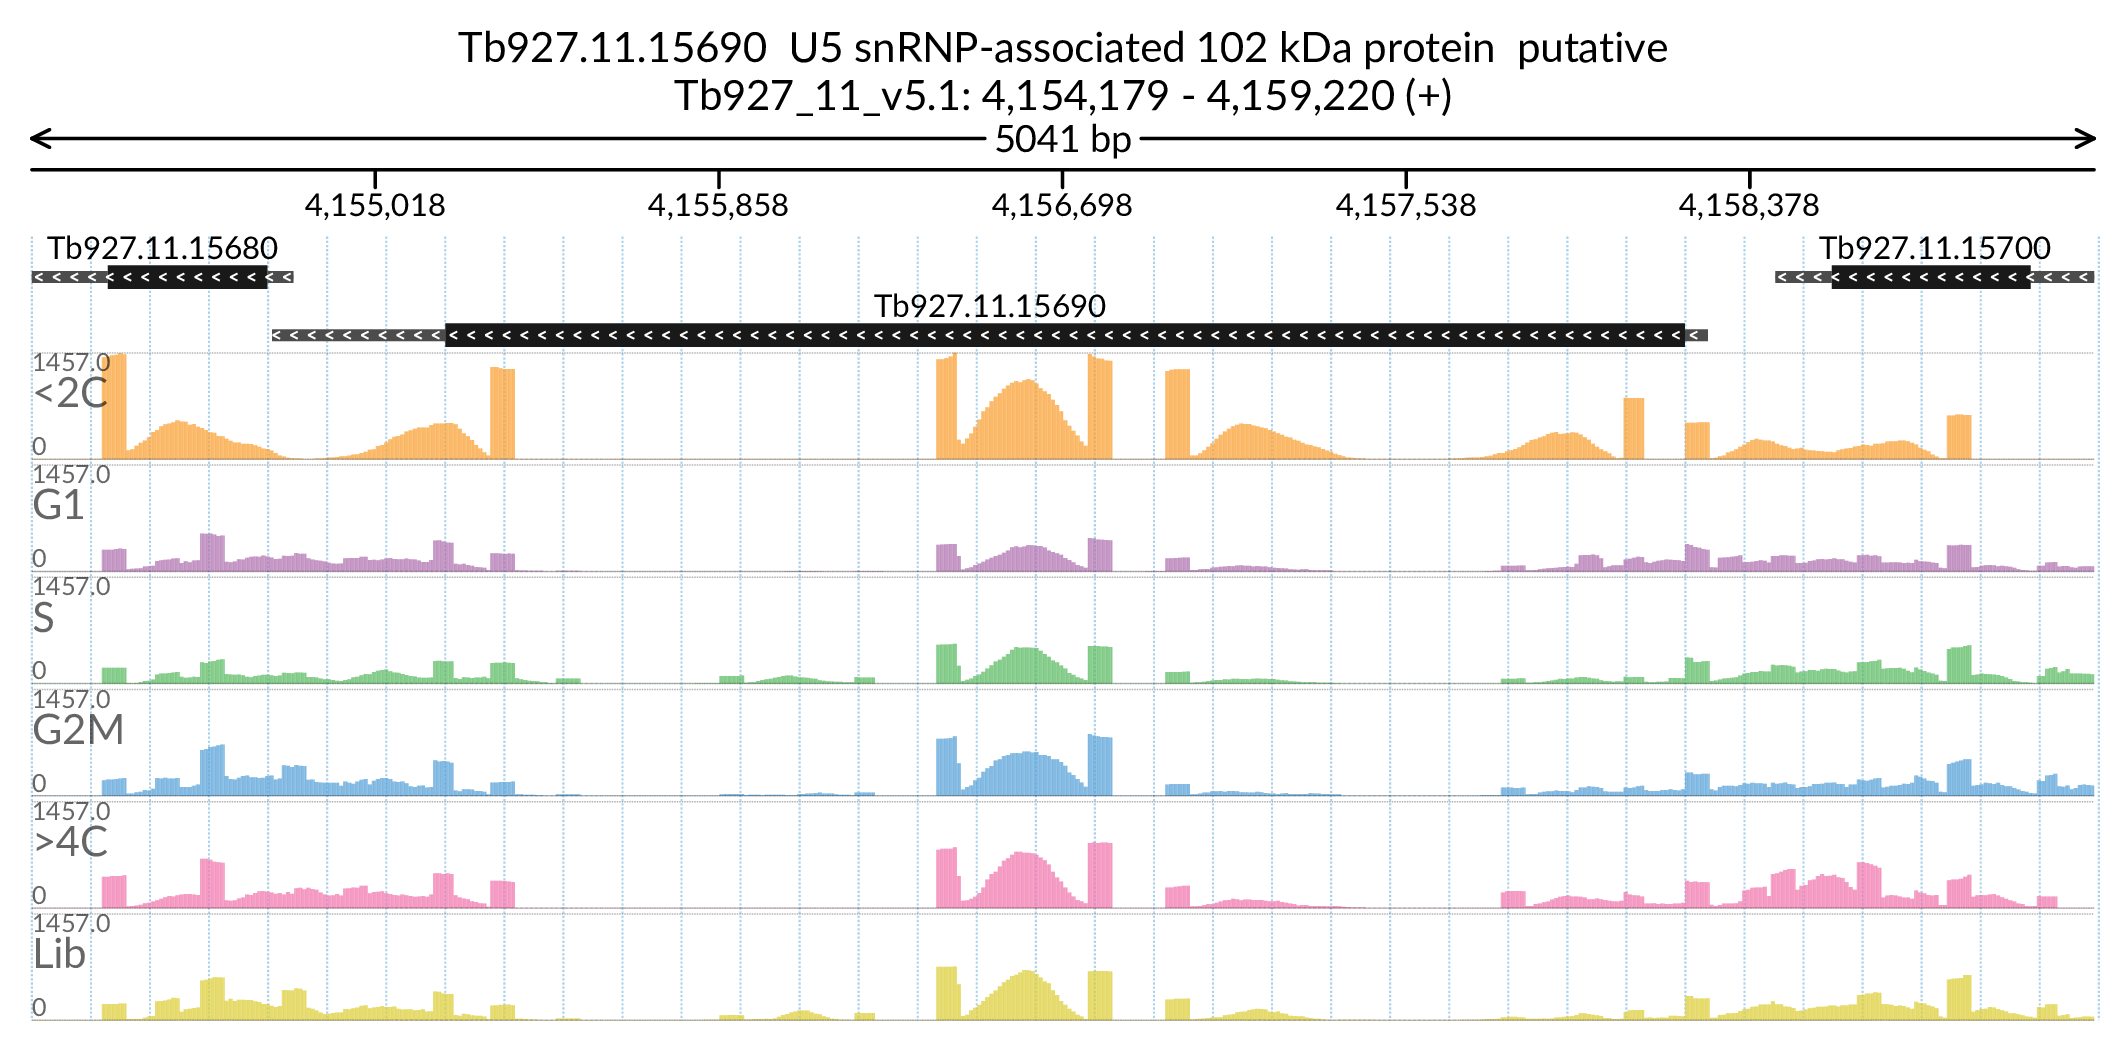 Tb927.11.15690  U5 snRNP-associated 102 kDa protein  putative
Tb927_11_v5.1: 4,154,179 - 4,159,220 (+)
5041 bp
4,155,018 4,155,858 4,156,698 4,157,538 4,158,378
Tb927.11.15680 Tb927.11.15700
Tb927.11.15690
1457.0
<2C
0
1457.0
G1
0
1457.0
S
0
1457.0
G2M
0
1457.0
>4C
0
1457.0
Lib
0